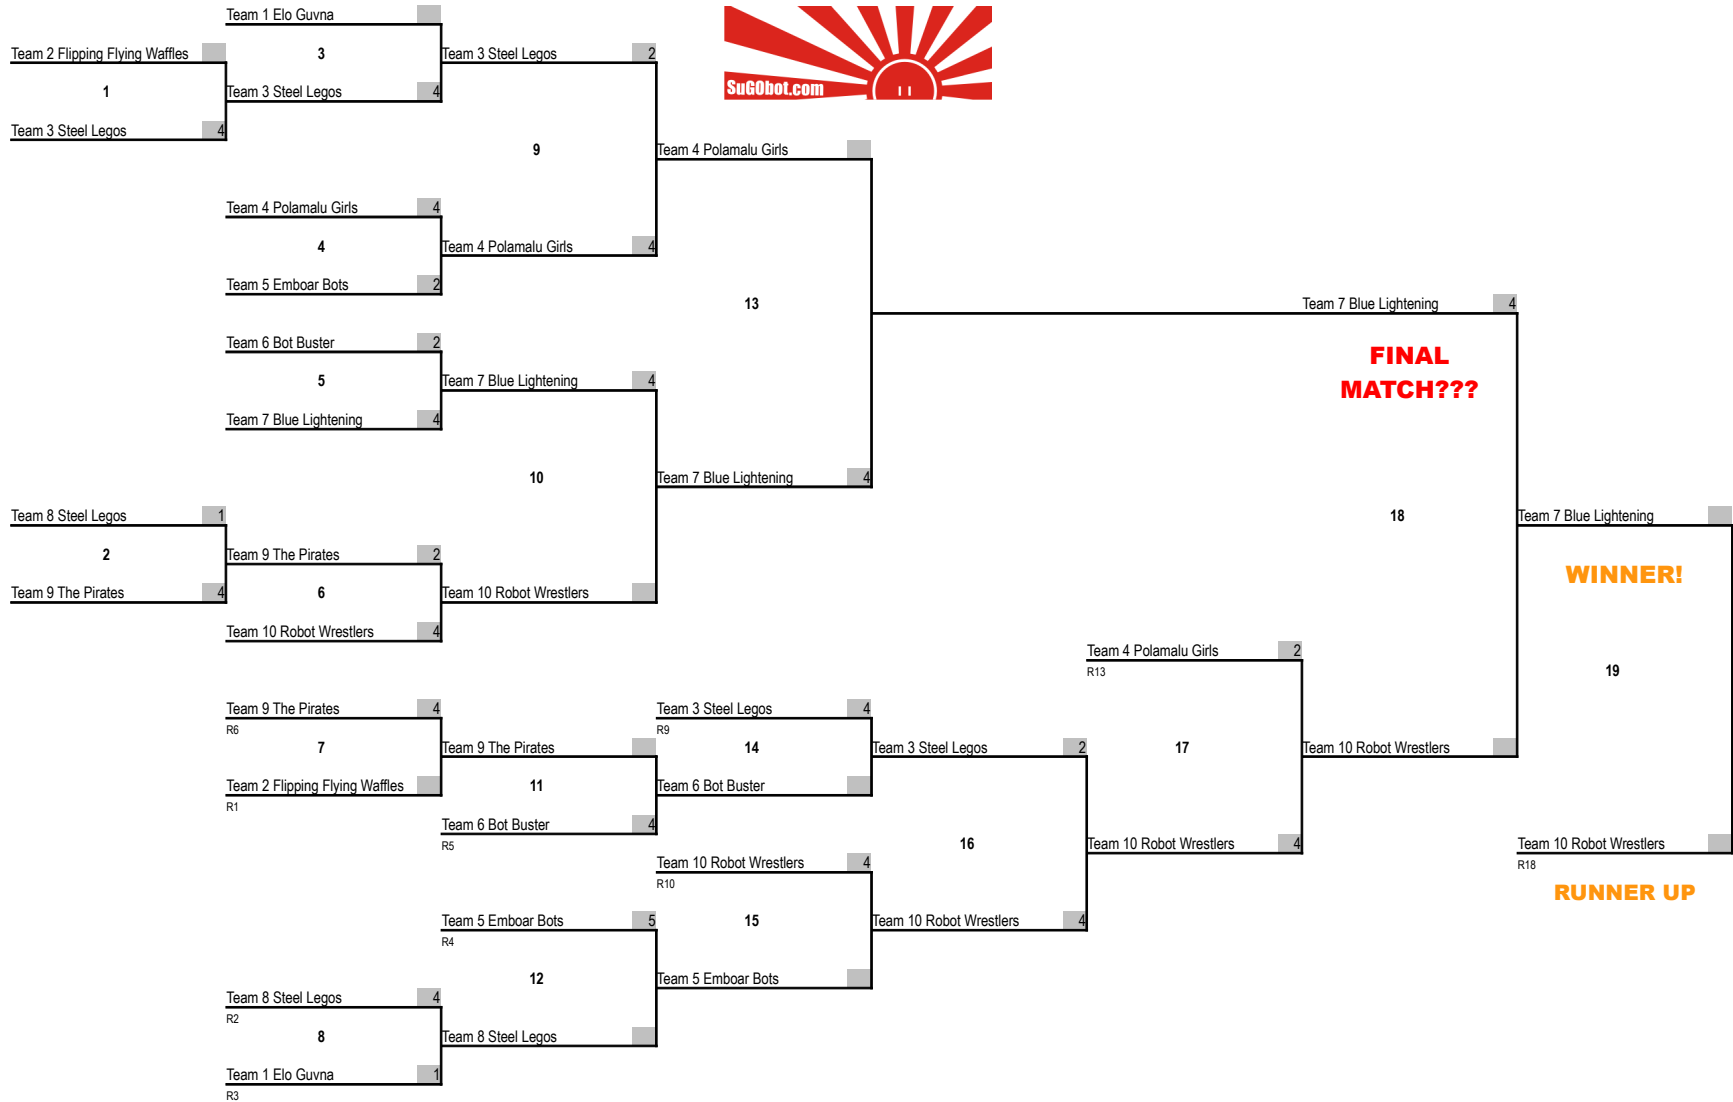 Team 1 Elo Guvna
Team 2 Flipping Flying Waffles
3
Team 3 Steel Legos 2
SuGObot.com
1
Team 3 Steel Legos 4
Team 3 Steel Legos 4
9
Team 4 Polamalu Girls
Team 4 Polamalu Girls 4
4
Team 4 Polamalu Girls 4
Team 5 Emboar Bots 2
13
Team 7 Blue Lightening 4
Team 6 Bot Buster 2
FINAL
MATCH???
5
Team 7 Blue Lightening 4
Team 7 Blue Lightening 4
10
Team 7 Blue Lightening 4
Team 8 Steel Legos 1
18
Team 7 Blue Lightening
2
Team 9 The Pirates 2
WINNER!
Team 9 The Pirates 4
6
Team 10 Robot Wrestlers
Team 10 Robot Wrestlers 4
Team 4 Polamalu Girls 2
R13
19
Team 9 The Pirates 4
R6
Team 3 Steel Legos 4
R9
7
Team 9 The Pirates
14
Team 3 Steel Legos 2
17
Team 10 Robot Wrestlers
Team 2 Flipping Flying Waffles
R1
11
Team 6 Bot Buster
Team 6 Bot Buster 4
R5
16
Team 10 Robot Wrestlers 4
Team 10 Robot Wrestlers
R18
Team 10 Robot Wrestlers 4
R10
RUNNER UP
Team 5 Emboar Bots 5
R4
15
Team 10 Robot Wrestlers 4
12
Team 5 Emboar Bots
Team 8 Steel Legos 4
R2
8
Team 8 Steel Legos
Team 1 Elo Guvna 1
R3